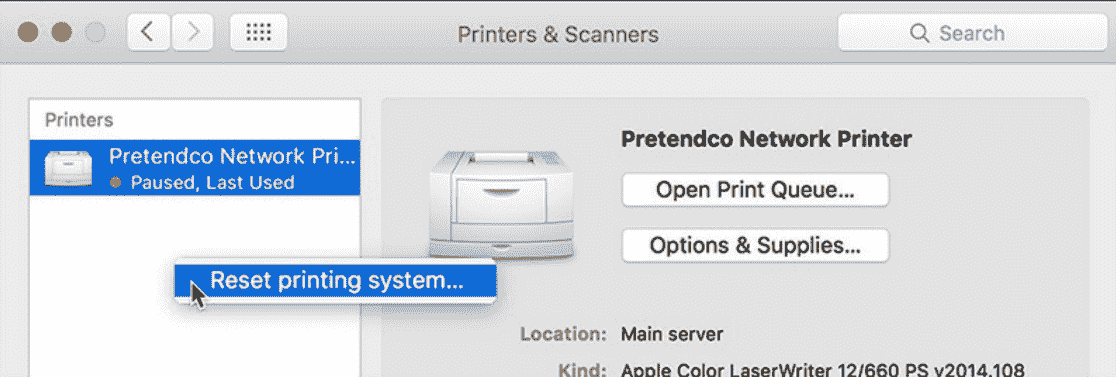 Printers & Scanners
Search
Printers
Pretendco Network Pri...
Paused, Last Used
Pretendco Network Printer
Open Print Queue...
Options & Supplies...
Reset printing system...
Location: Main server
Kind: Apple Color LaserWriter 12/660 PS v2014.108